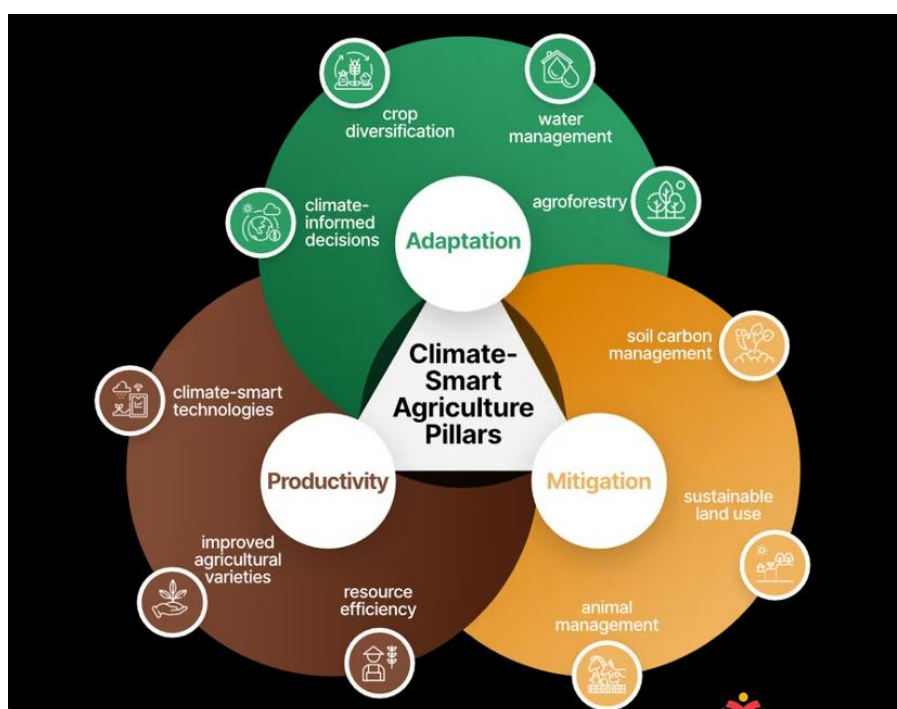 crop
diversification
water
management
climate-
informed
decisions
agroforestry
Adaptation
soil carbon
management
Climate-
Smart
Agriculture
Pillars
climate-smart
technologies
Productivity
Mitigation
sustainable
land use
improved
agricultural
varieties
resource
efficiency
animal
management